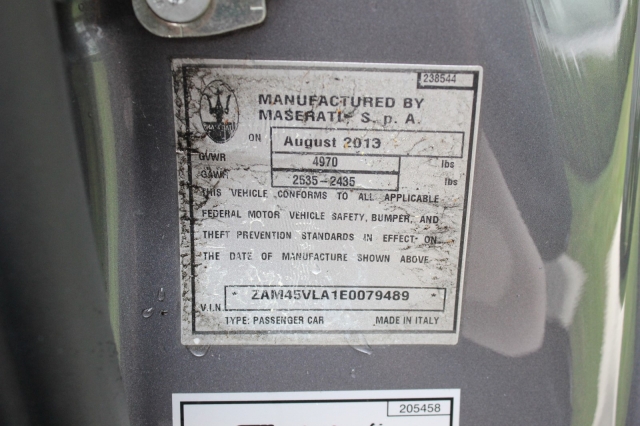 238544
MANUFACTURED BY
MASERATI S. p. A.
ON August 2013
GVWR 4970 lbs
GAWR 2535-2435 lbs
THIS VEHICLE CONFORMS TO ALL APPLICABLE
FEDERAL MOTOR VEHICLE SAFETY, BUMPER, AND
THEFT PREVENTION STANDARDS IN EFFECT ON
THE DATE OF MANUFACTURE SHOWN ABOVE
V.I.N. * ZAM45VLA1E0079489 *
TYPE: PASSENGER CAR MADE IN ITALY
205458